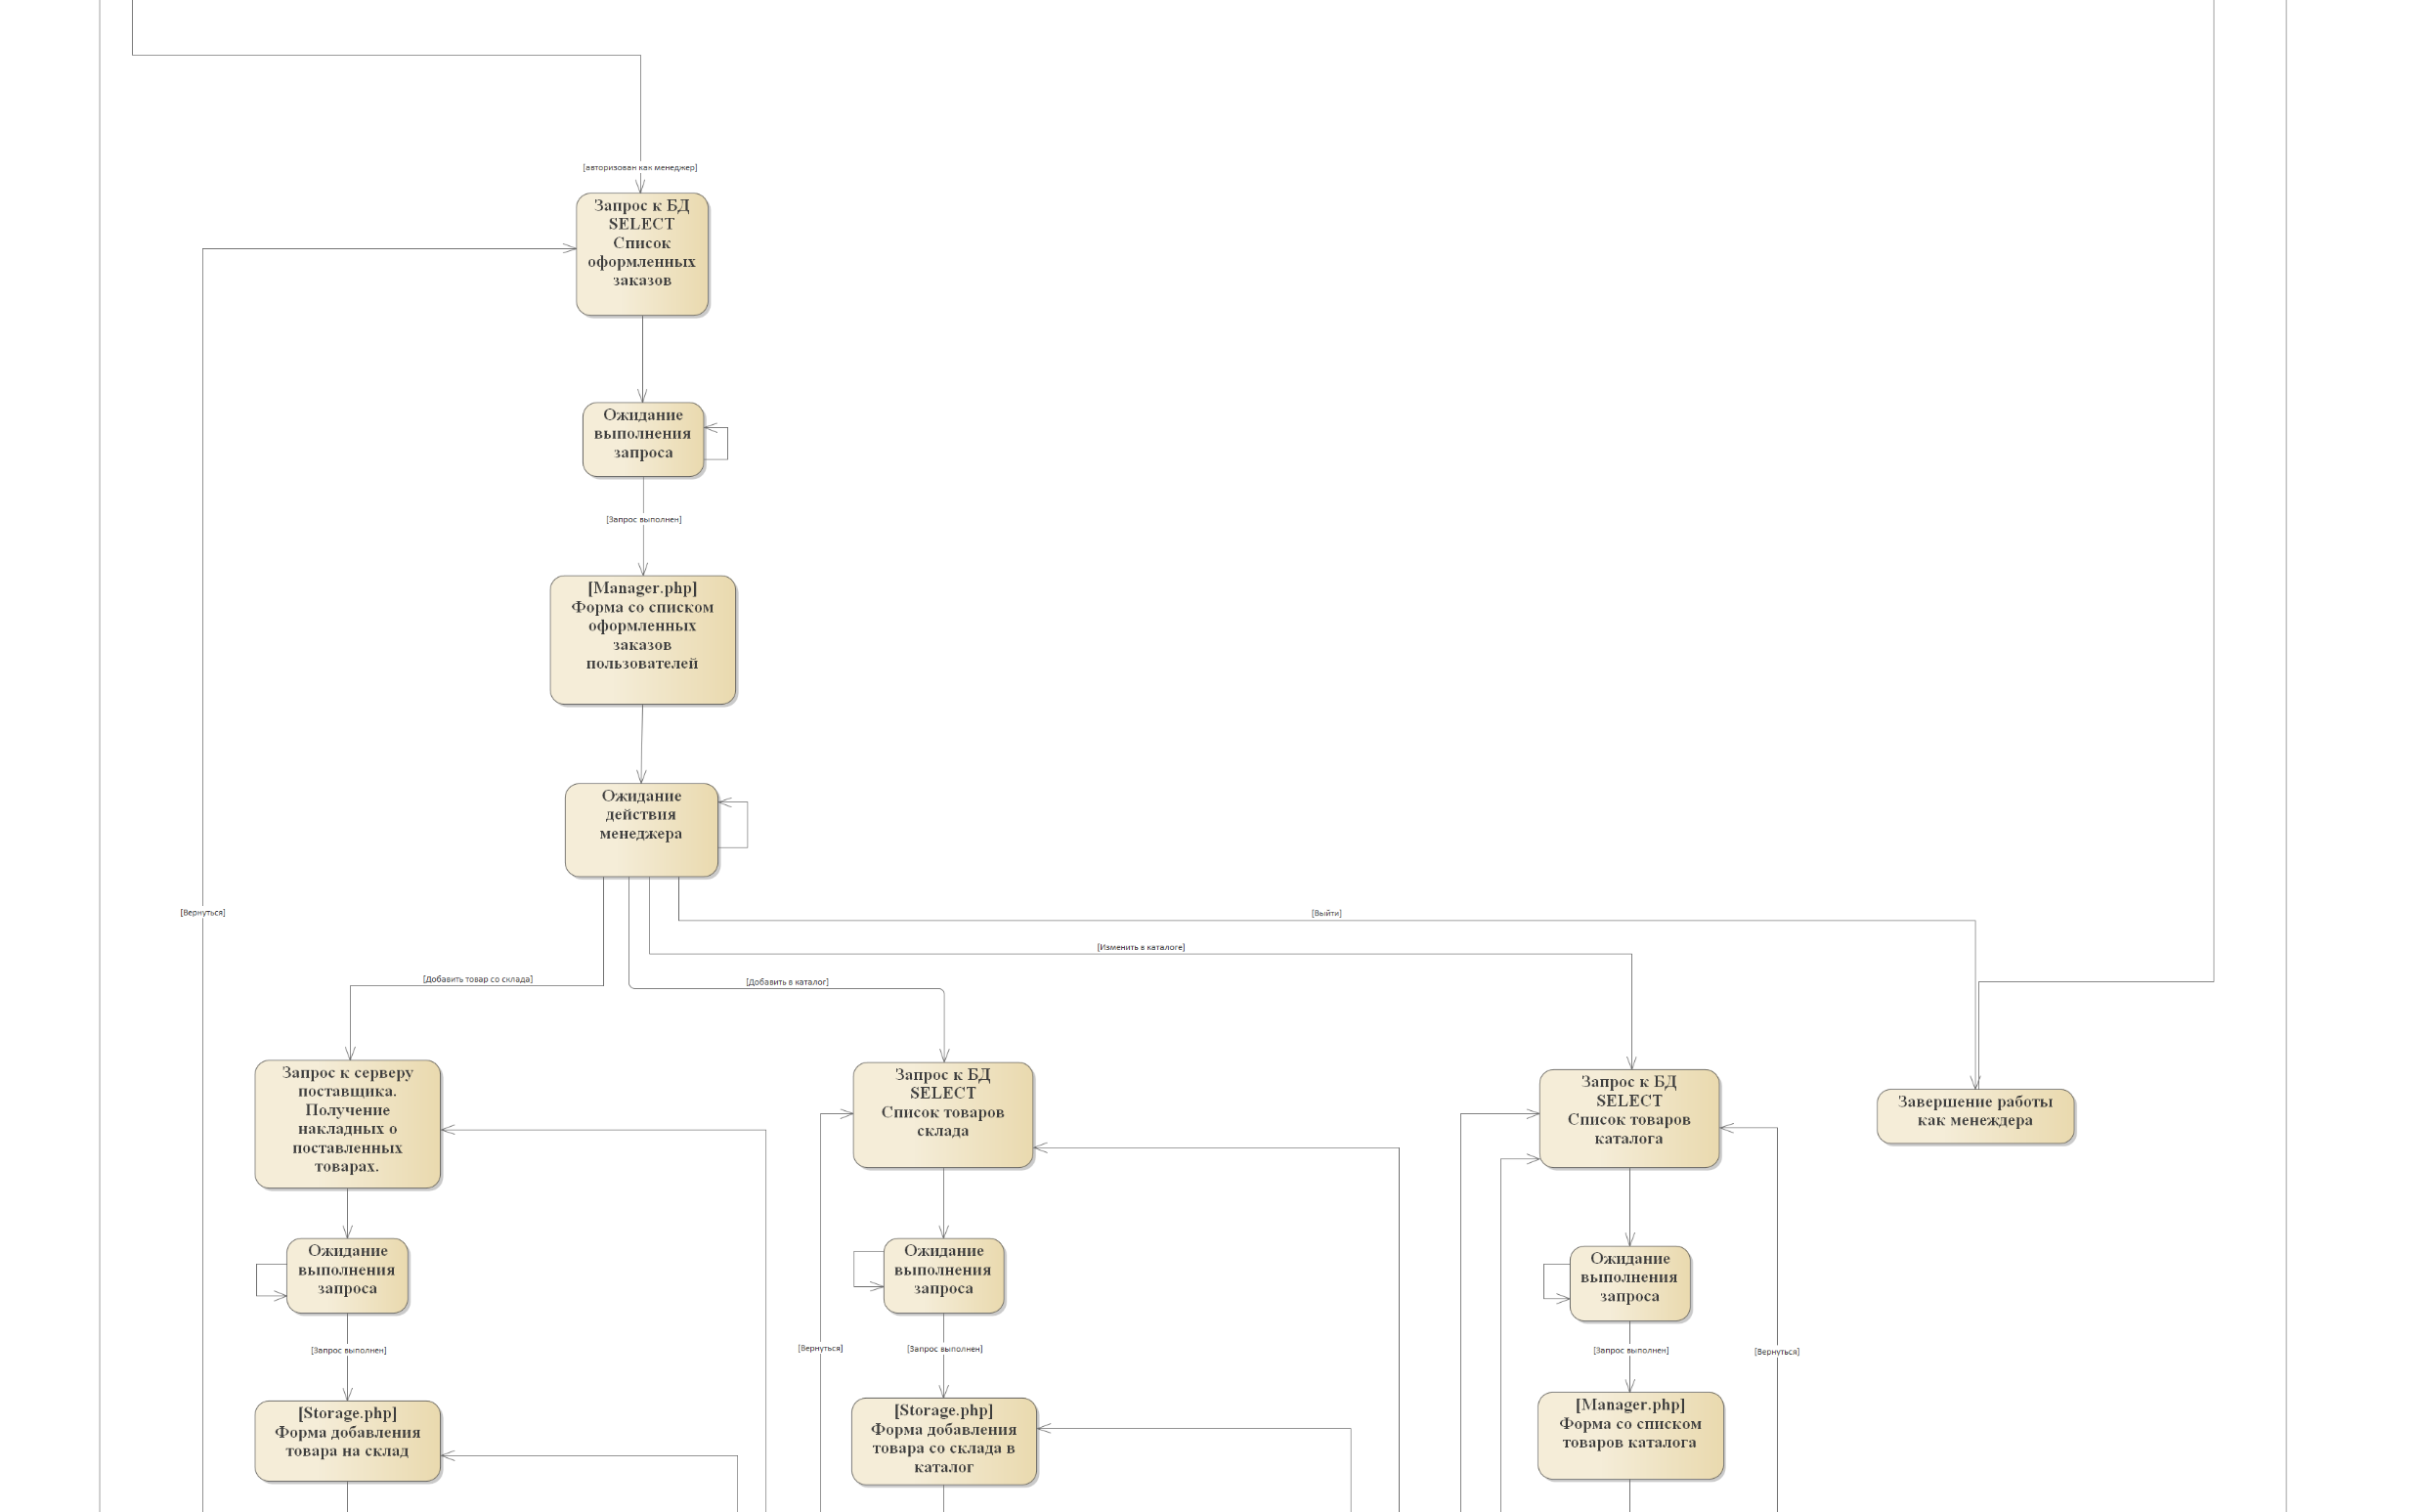 [авторизован как менеджер]
Запрос к БД
SELECT
Список
оформленных
заказов
Ожидание
выполнения
запроса
[Запрос выполнен]
[Manager.php]
Форма со списком
оформленных
заказов
пользователей
Ожидание
действия
менеджера
[Вернуться]
[Выйти]
[Изменить в каталоге]
[Добавить товар со склада]
[Добавить в каталог]
Запрос к серверу
поставщика.
Получение
накладных о
поставленных
товарах.
Запрос к БД
SELECT
Список товаров
склада
Запрос к БД
SELECT
Список товаров
каталога
Завершение работы
как менеждера
Ожидание
выполнения
запроса
Ожидание
выполнения
запроса
Ожидание
выполнения
запроса
[Запрос выполнен]
[Вернуться]
[Запрос выполнен]
[Запрос выполнен]
[Вернуться]
[Storage.php]
Форма добавления
товара на склад
[Storage.php]
Форма добавления
товара со склада в
каталог
[Manager.php]
Форма со списком
товаров каталога